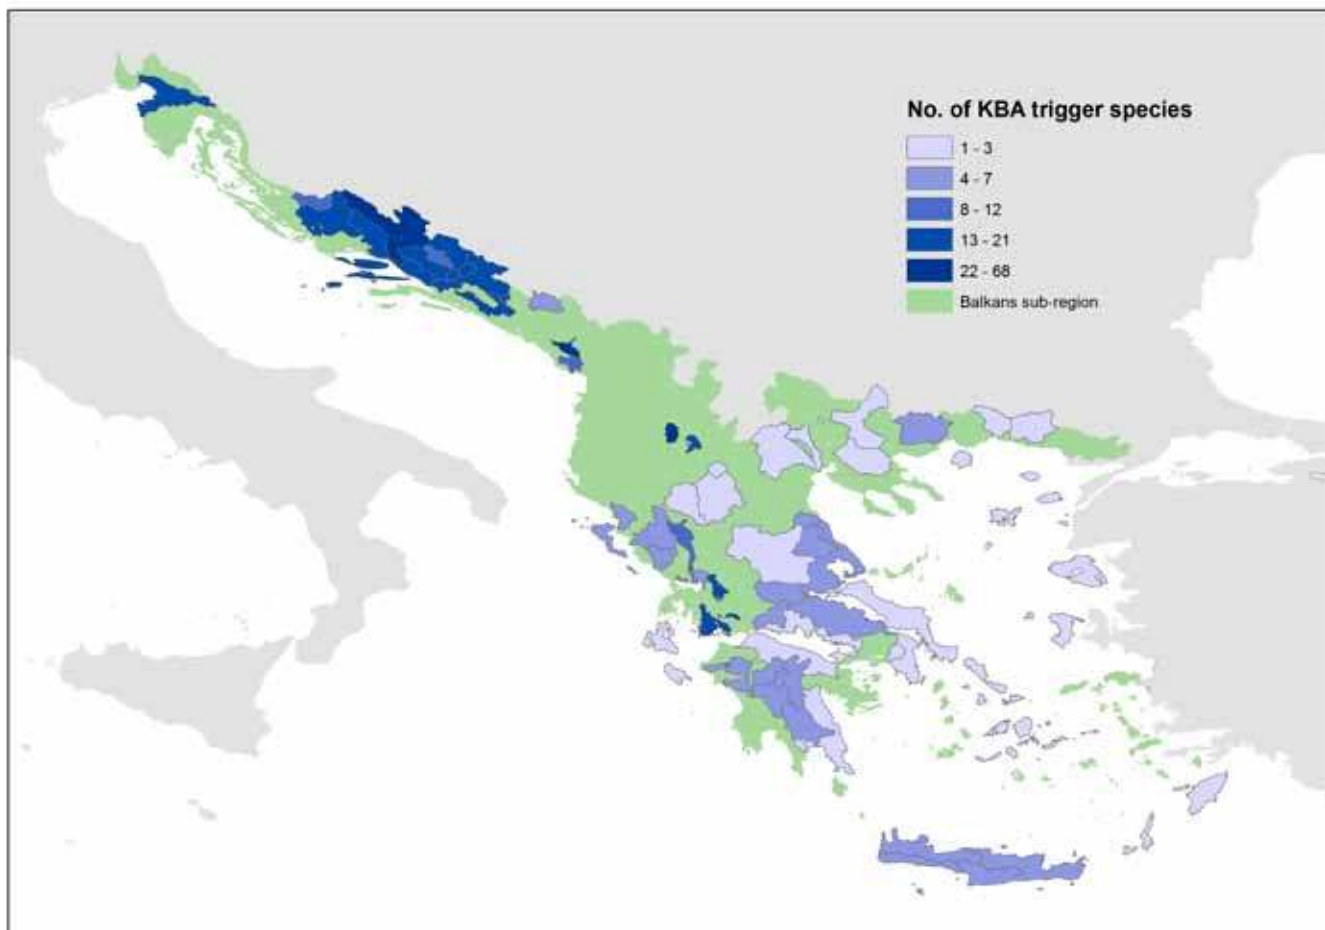 No. of KBA trigger species
1 - 3
4 - 7
8 - 12
13 - 21
22 - 68
Balkans sub-region